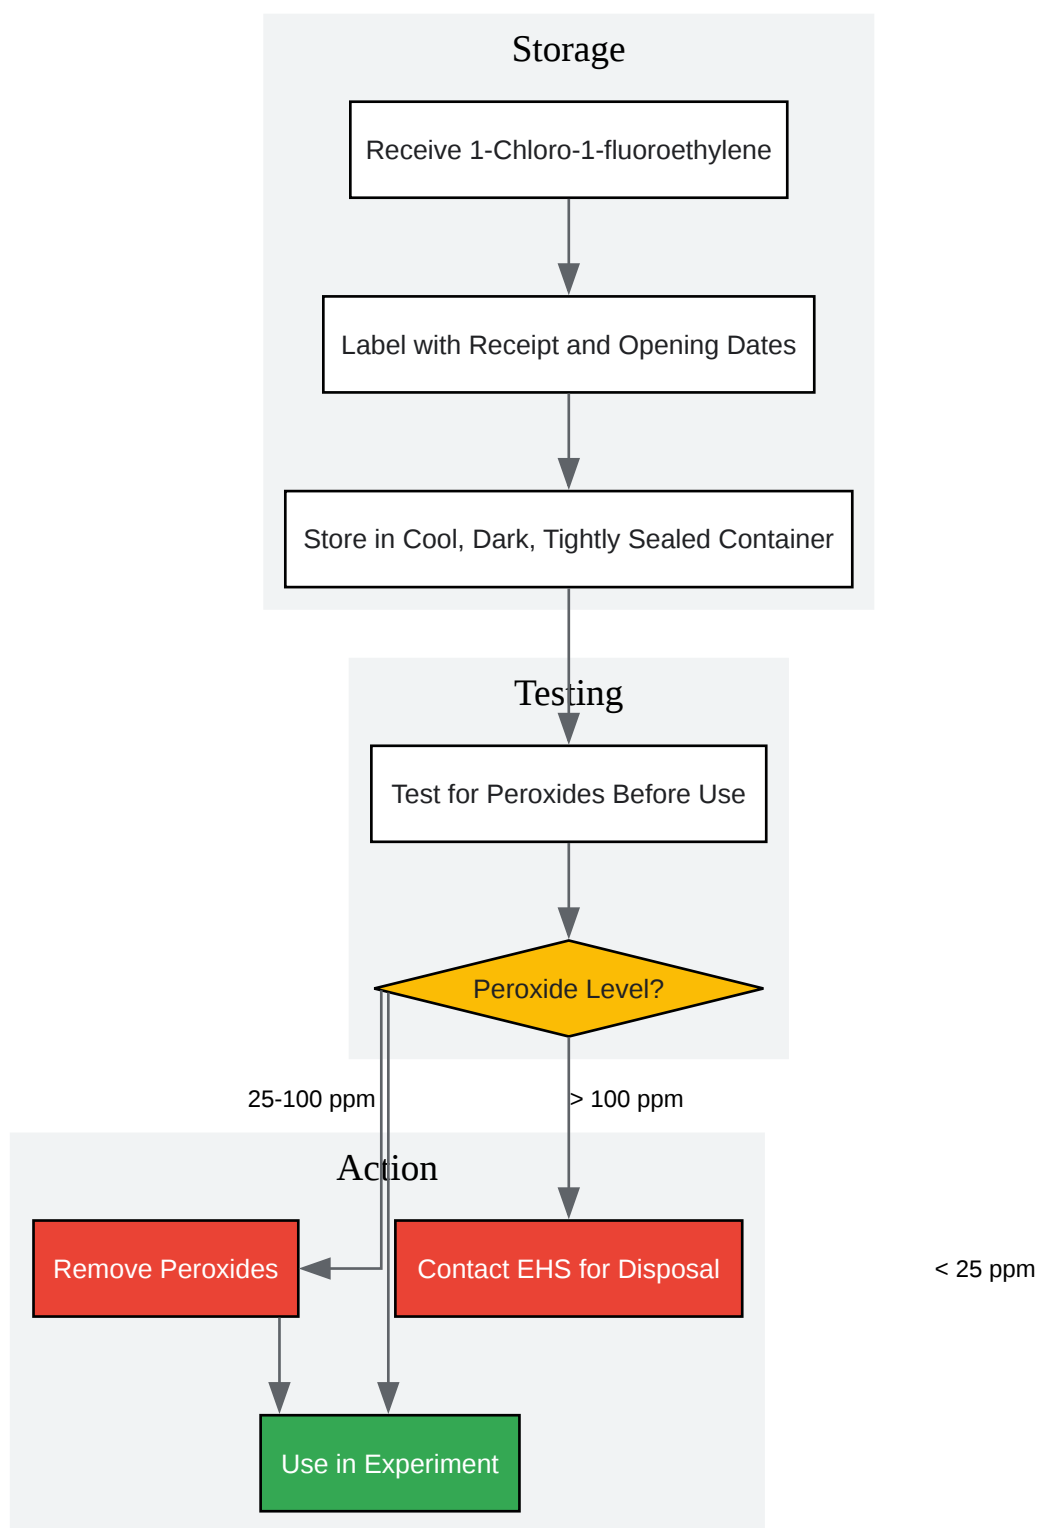 Storage
Receive 1-Chloro-1-fluoroethylene
Label with Receipt and Opening Dates
Store in Cool, Dark, Tightly Sealed Container
Testing
Test for Peroxides Before Use
Peroxide Level?
25-100 ppm
> 100 ppm
Action
Remove Peroxides
Contact EHS for Disposal
< 25 ppm
Use in Experiment